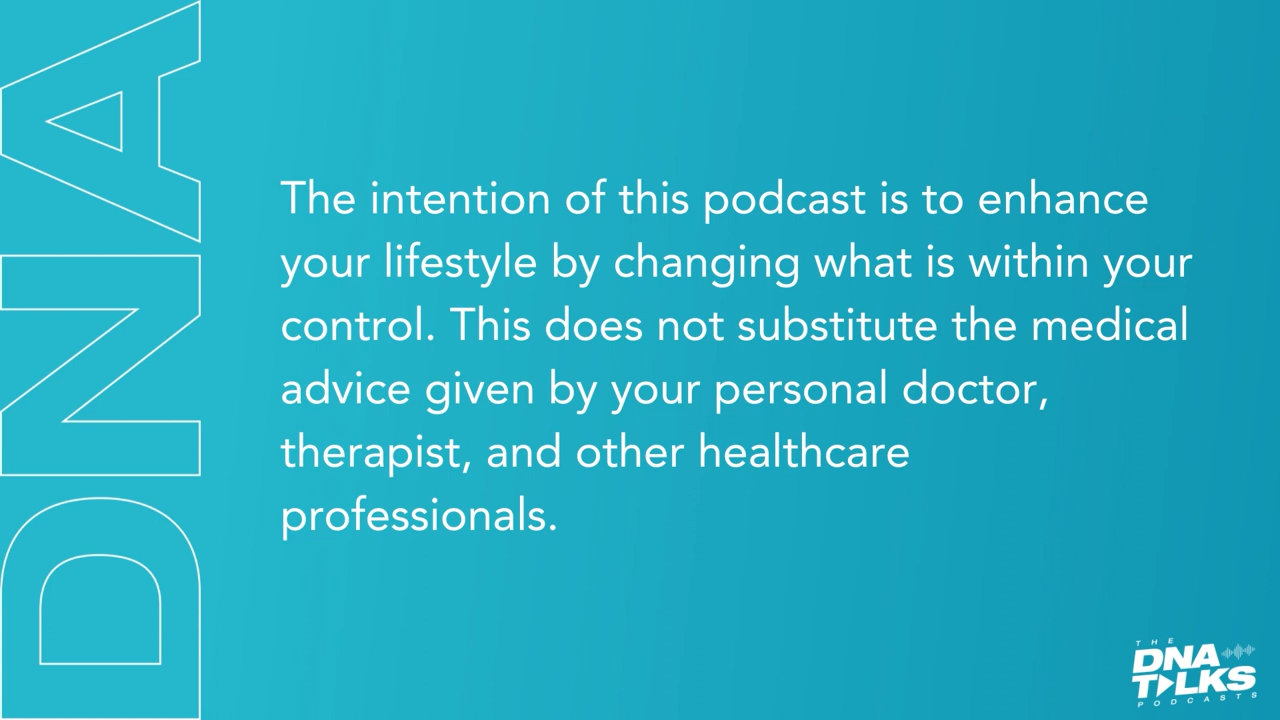 DNA
The intention of this podcast is to enhance
your lifestyle by changing what is within your
control. This does not substitute the medical
advice given by your personal doctor,
therapist, and other healthcare
professionals.
THE
DNA
TALKS
PODCASTS